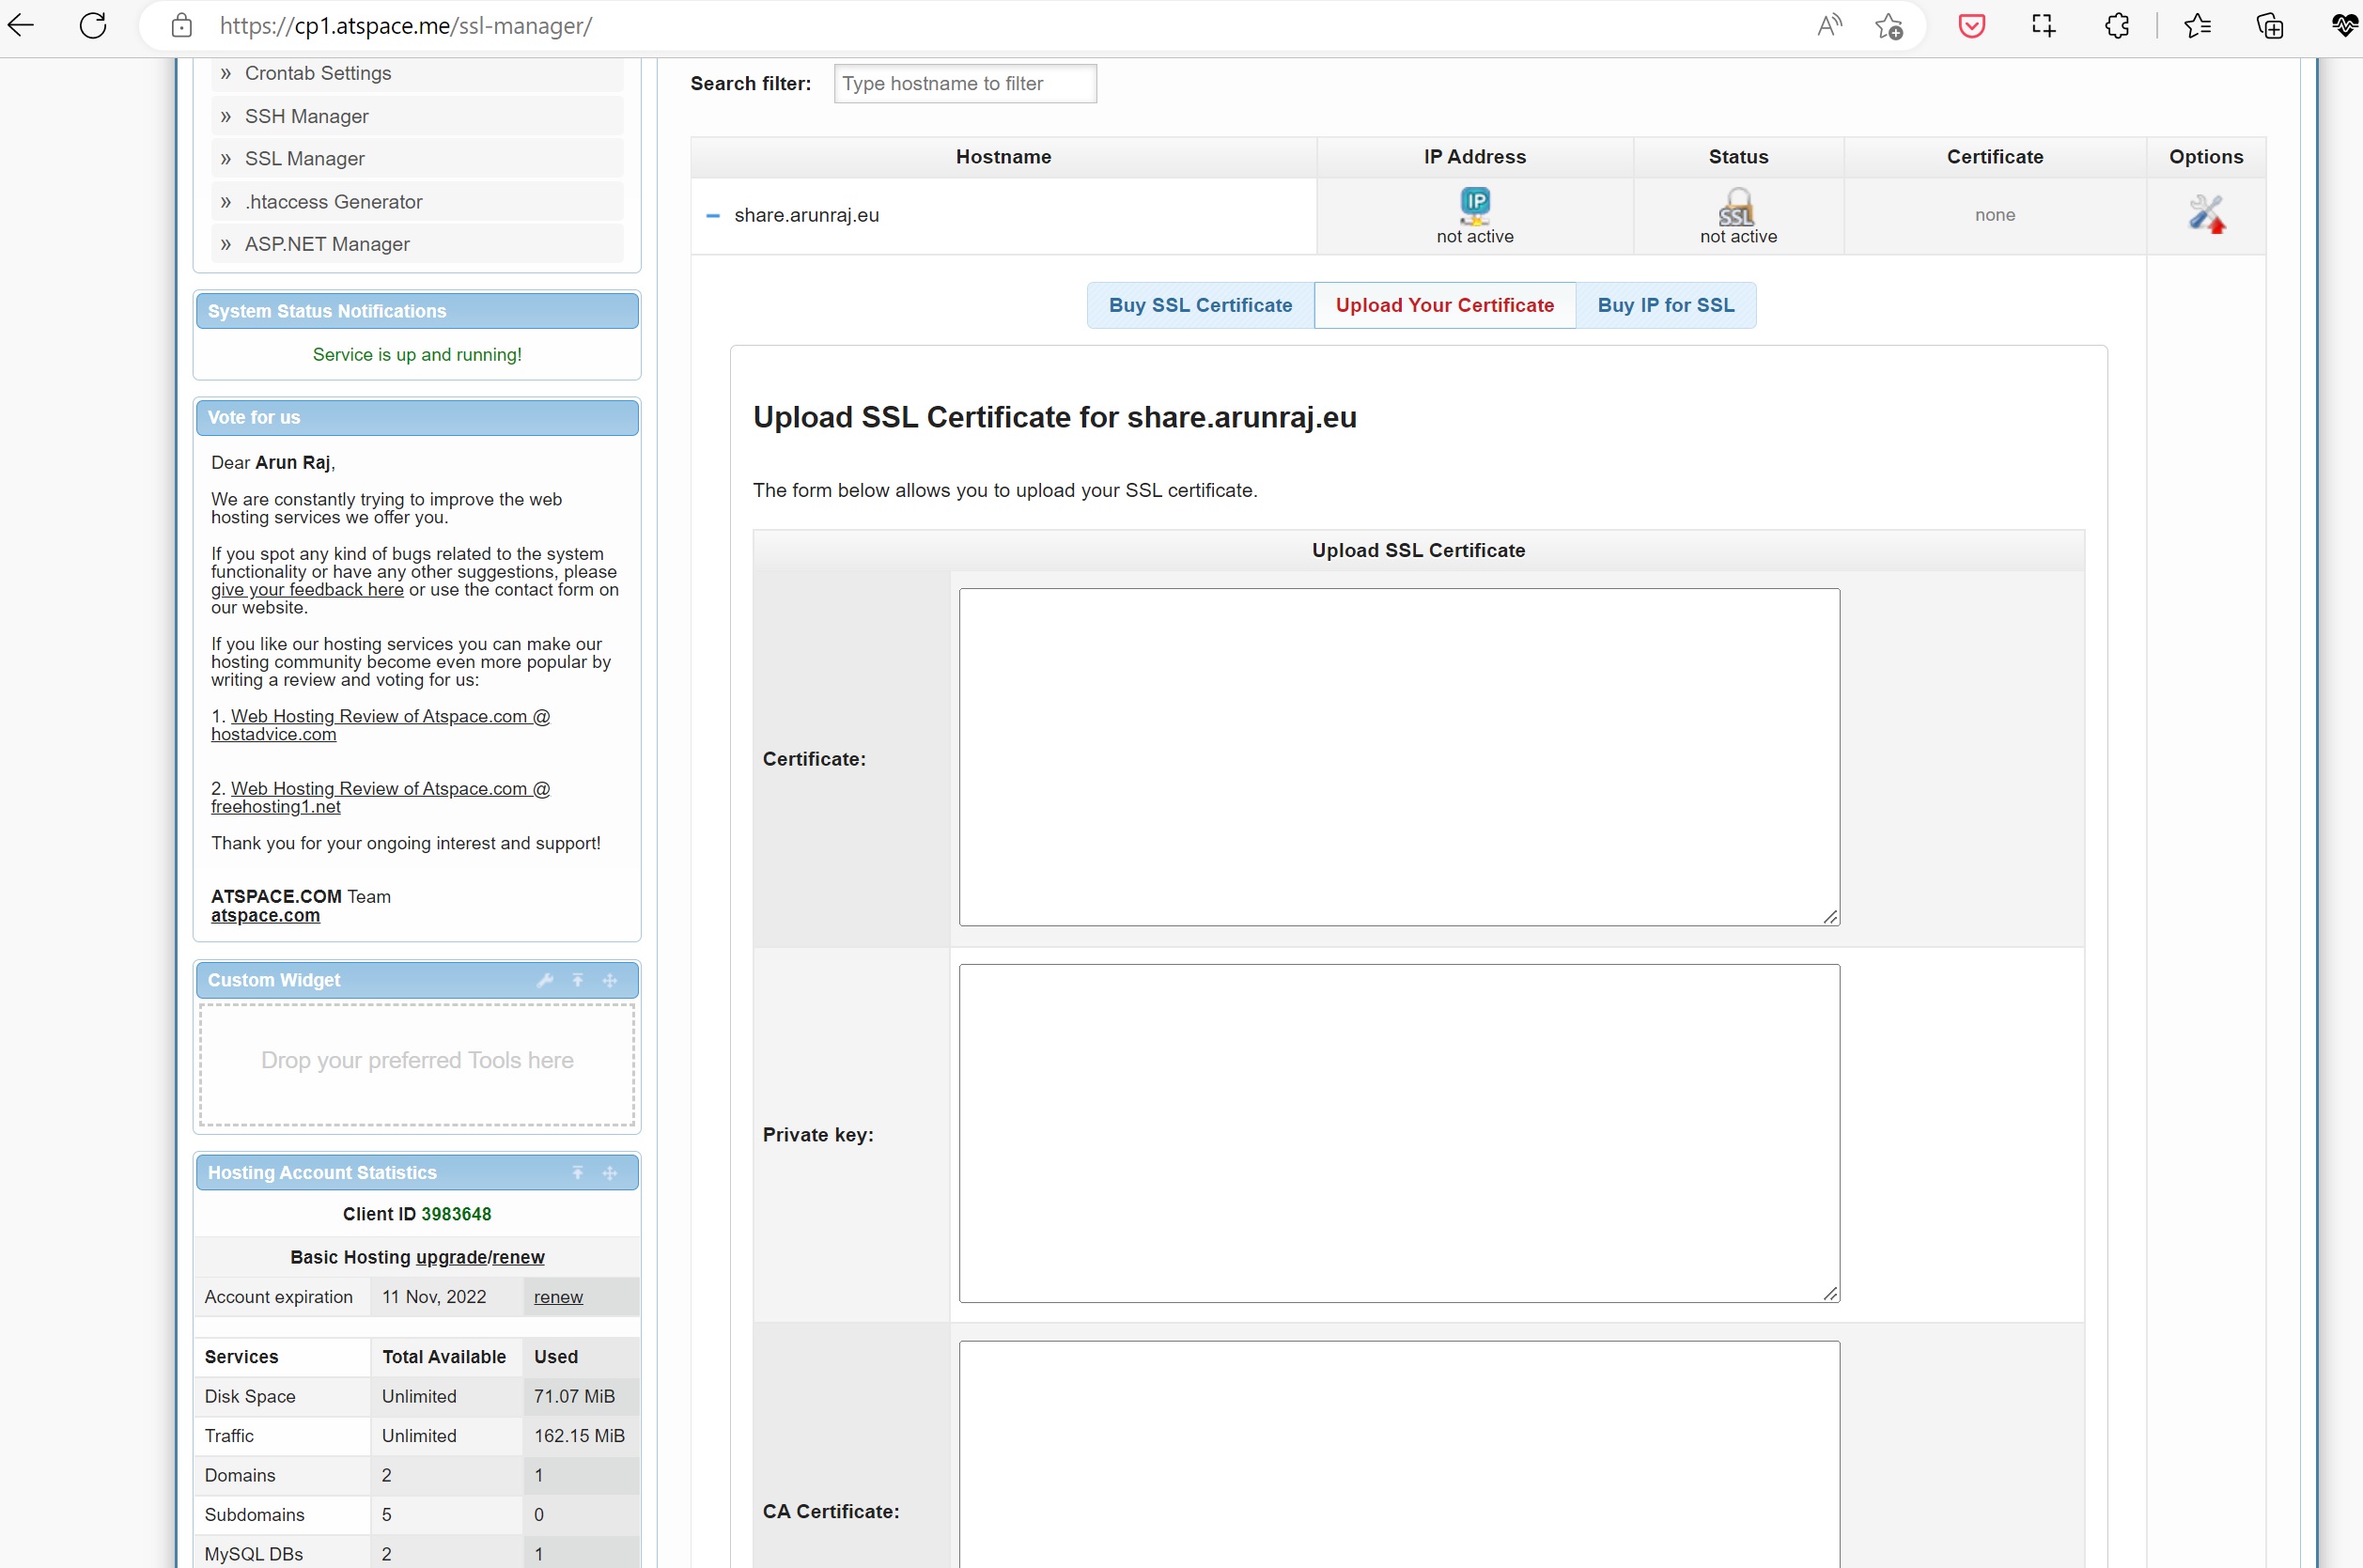 https://cp1.atspace.me/ssl-manager/
» Crontab Settings
» SSH Manager
» SSL Manager
» .htaccess Generator
» ASP.NET Manager
System Status Notifications
Service is up and running!
Vote for us
Dear Arun Raj,
We are constantly trying to improve the web
hosting services we offer you.
If you spot any kind of bugs related to the system
functionality or have any other suggestions, please
give your feedback here or use the contact form on
our website.
If you like our hosting services you can make our
hosting community become even more popular by
writing a review and voting for us:
1. Web Hosting Review of Atspace.com @
hostadvice.com
2. Web Hosting Review of Atspace.com @
freehosting1.net
Thank you for your ongoing interest and support!
ATSPACE.COM Team
atspace.com
Custom Widget
Drop your preferred Tools here
Hosting Account Statistics
Client ID 3983648
Basic Hosting upgrade/renew
Account expiration 11 Nov, 2022 renew
Services Total Available Used
Disk Space Unlimited 71.07 MiB
Traffic Unlimited 162.15 MiB
Domains 2 1
Subdomains 5 0
MySQL DBs 2 1
Search filter: Type hostname to filter
Hostname IP Address Status Certificate Options
share.arunraj.eu IP not active SSL not active none
Buy SSL Certificate Upload Your Certificate Buy IP for SSL
Upload SSL Certificate for share.arunraj.eu
The form below allows you to upload your SSL certificate.
Upload SSL Certificate
Certificate:
Private key:
CA Certificate: